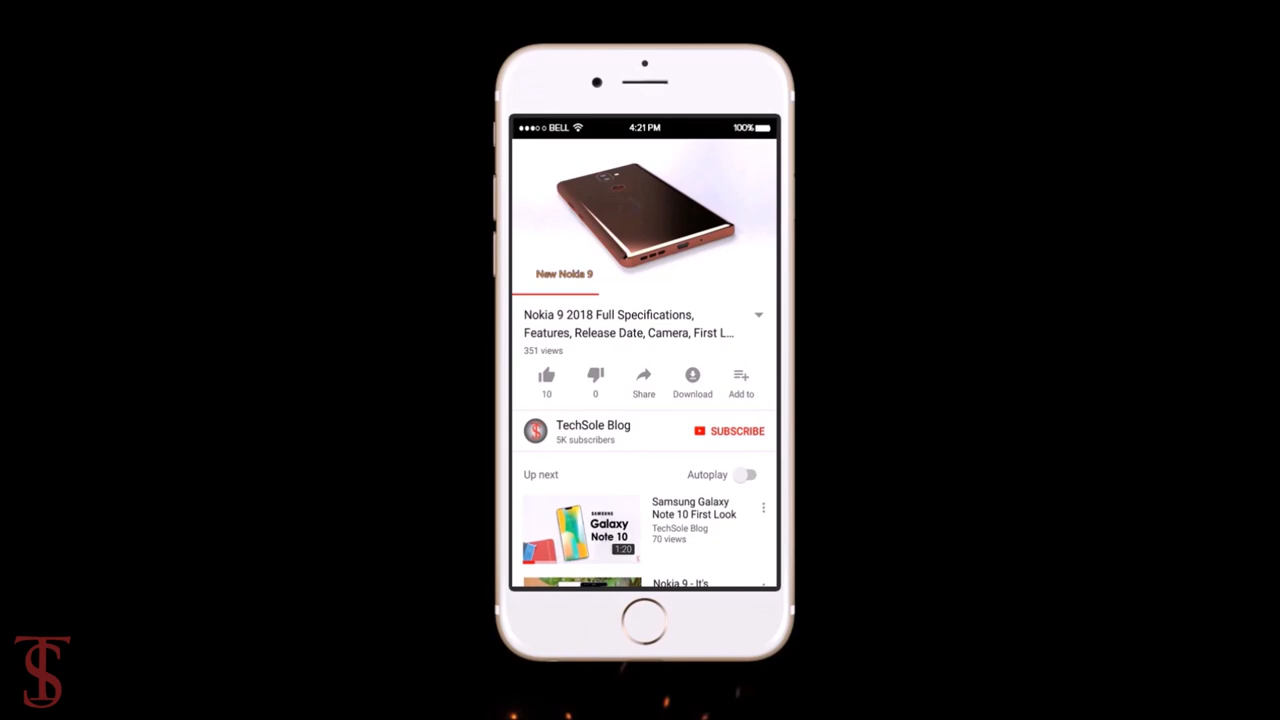 BELL
4:21 PM
100%
New Nokia 9
Nokia 9 2018 Full Specifications,
Features, Release Date, Camera, First L...
351 views
10
0
Share
Download
Add to
TechSole Blog
5K subscribers
SUBSCRIBE
Up next
Autoplay
SAMSUNG
Galaxy
Note 10
1:20
Samsung Galaxy
Note 10 First Look
TechSole Blog
70 views
Nokia 9 - It's
TS